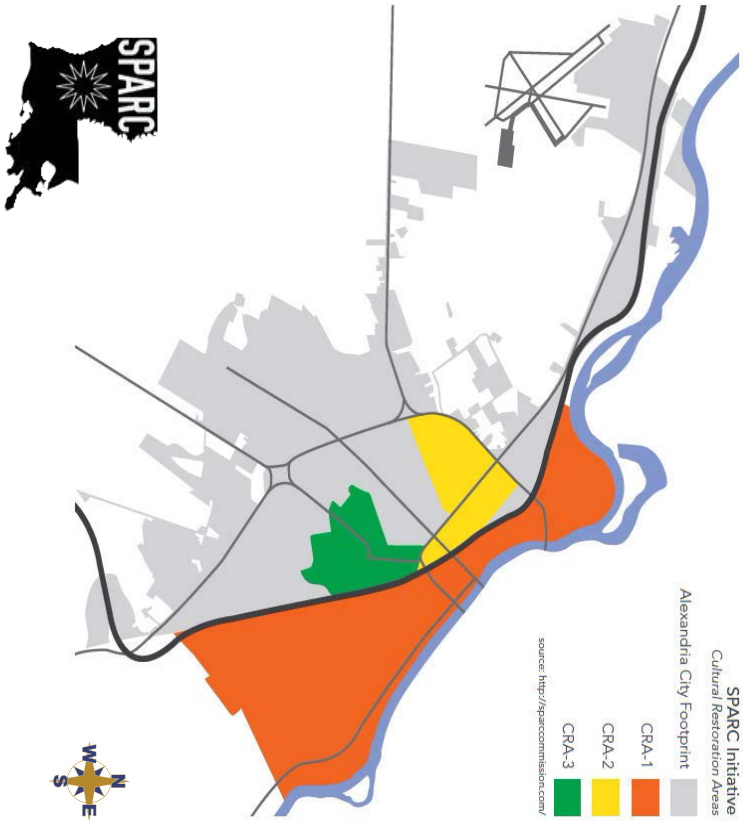 SPARC Initiative
Cultural Restoration Areas
Alexandria City Footprint
CRA-1
CRA-2
CRA-3
source: http://sparccommission.com/
SPARC
N
W E
S